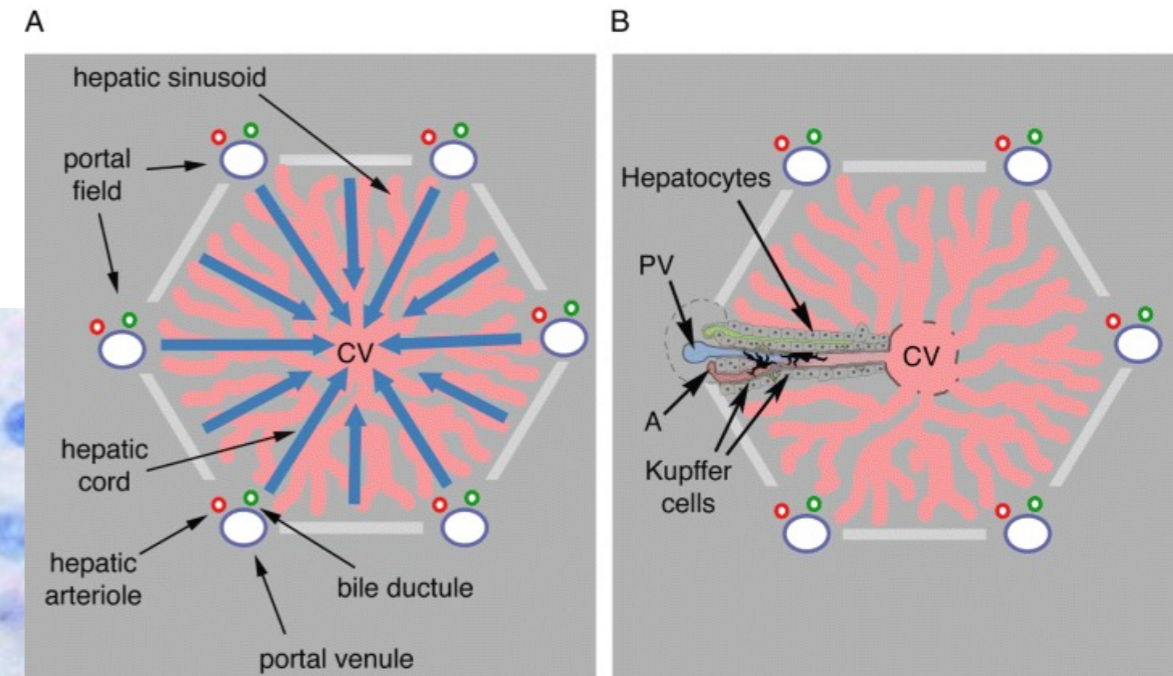 A
hepatic sinusoid
portal
field
CV
hepatic
cord
hepatic
arteriole
bile ductule
portal venule
B
Hepatocytes
PV
CV
A
Kupffer
cells